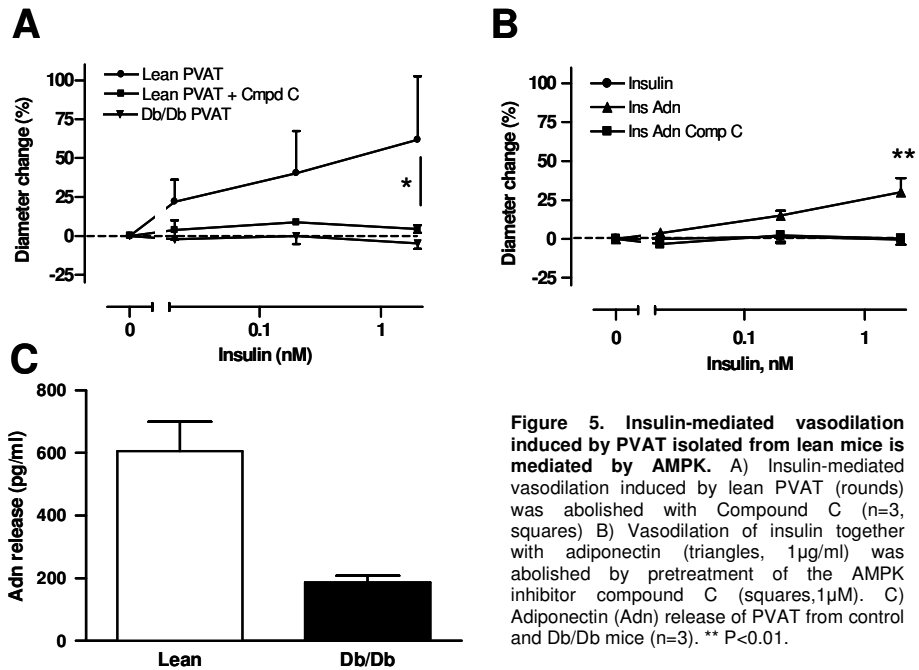 A
Diameter change (%)
100
75
50
25
0
-25
Lean PVAT
Lean PVAT + Cmpd C
Db/Db PVAT
*
0
0.1
1
Insulin (nM)
B
Diameter change (%)
100
75
50
25
0
-25
Insulin
Ins Adn
Ins Adn Comp C
**
0
0.1
1
Insulin, nM
C
Adn release (pg/ml)
800
600
400
200
0
Lean
Db/Db
Figure 5. Insulin-mediated vasodilation
induced by PVAT isolated from lean mice is
mediated by AMPK. A) Insulin-mediated
vasodilation induced by lean PVAT (rounds)
was abolished with Compound C (n=3,
squares) B) Vasodilation of insulin together
with adiponectin (triangles, 1µg/ml) was
abolished by pretreatment of the AMPK
inhibitor compound C (squares,1µM). C)
Adiponectin (Adn) release of PVAT from control
and Db/Db mice (n=3). ** P<0.01.